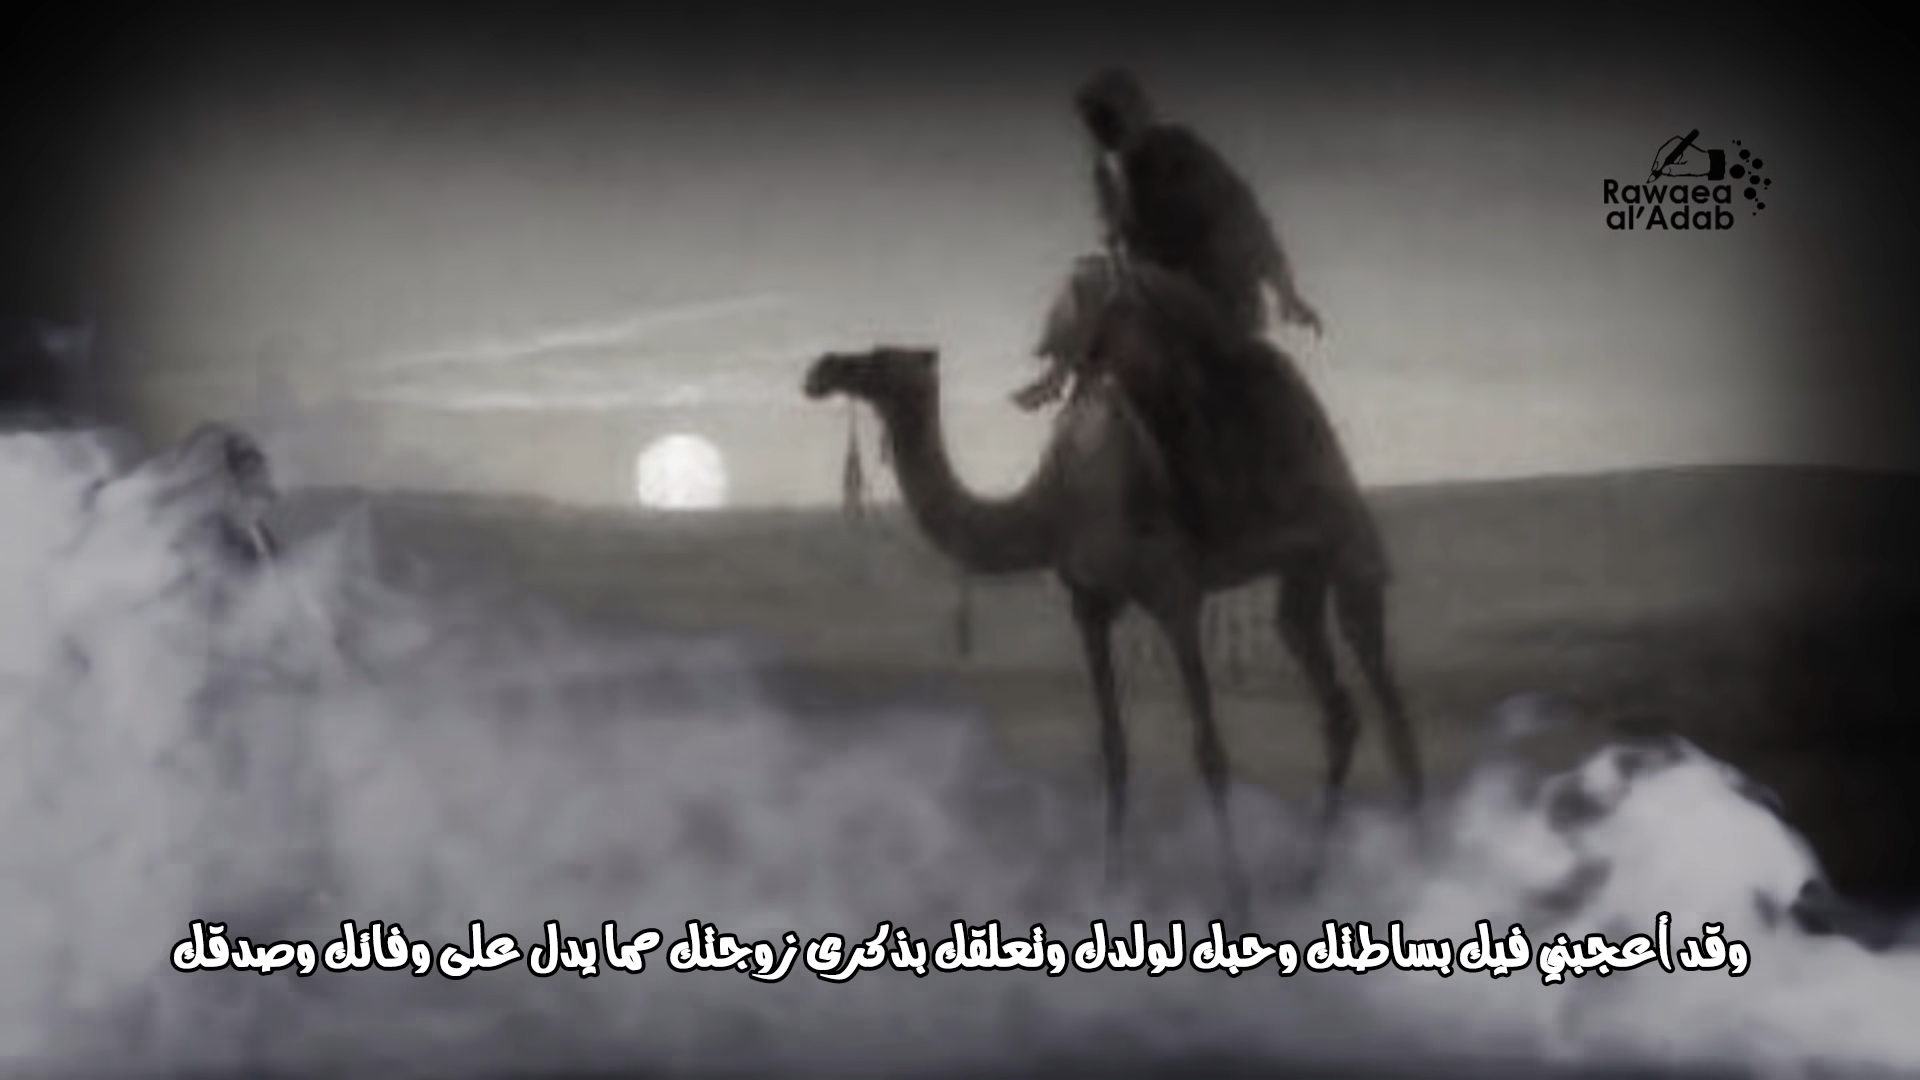 Rawaea
al'Adab
وقد أعجبني فيك بساطتك وحبك لولدك وتعلقك بذكرى زوجتك مما يدل على وفائك وصدقك